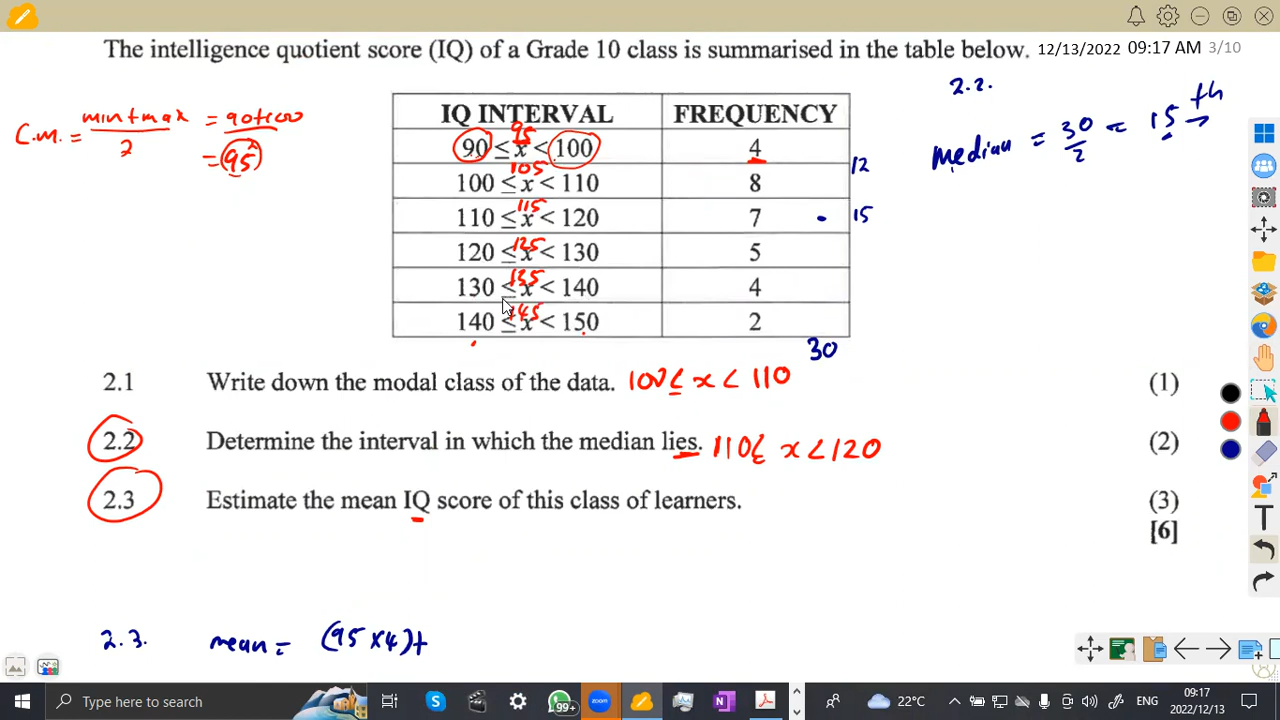 The intelligence quotient score (IQ) of a Grade 10 class is summarised in the table below.
12/13/2022 09:17 AM 3/10
2.2.
median = 30/2 = 15th
C.m. = min+max/2 = 90+100/2
= 95
IQ INTERVAL FREQUENCY
90 ≤ x < 100 4
95
100 ≤ x < 110 8
105
12
110 ≤ x < 120 7
115
15
120 ≤ x < 130 5
125
130 ≤ x < 140 4
135
140 ≤ x < 150 2
145
30
2.1 Write down the modal class of the data. 100 ≤ x < 110 (1)
2.2 Determine the interval in which the median lies. 110 ≤ x < 120 (2)
2.3 Estimate the mean IQ score of this class of learners. (3)
[6]
2.3. mean = (95 x 4) +
Type here to search
99+
22°C
ENG
09:17
2022/12/13